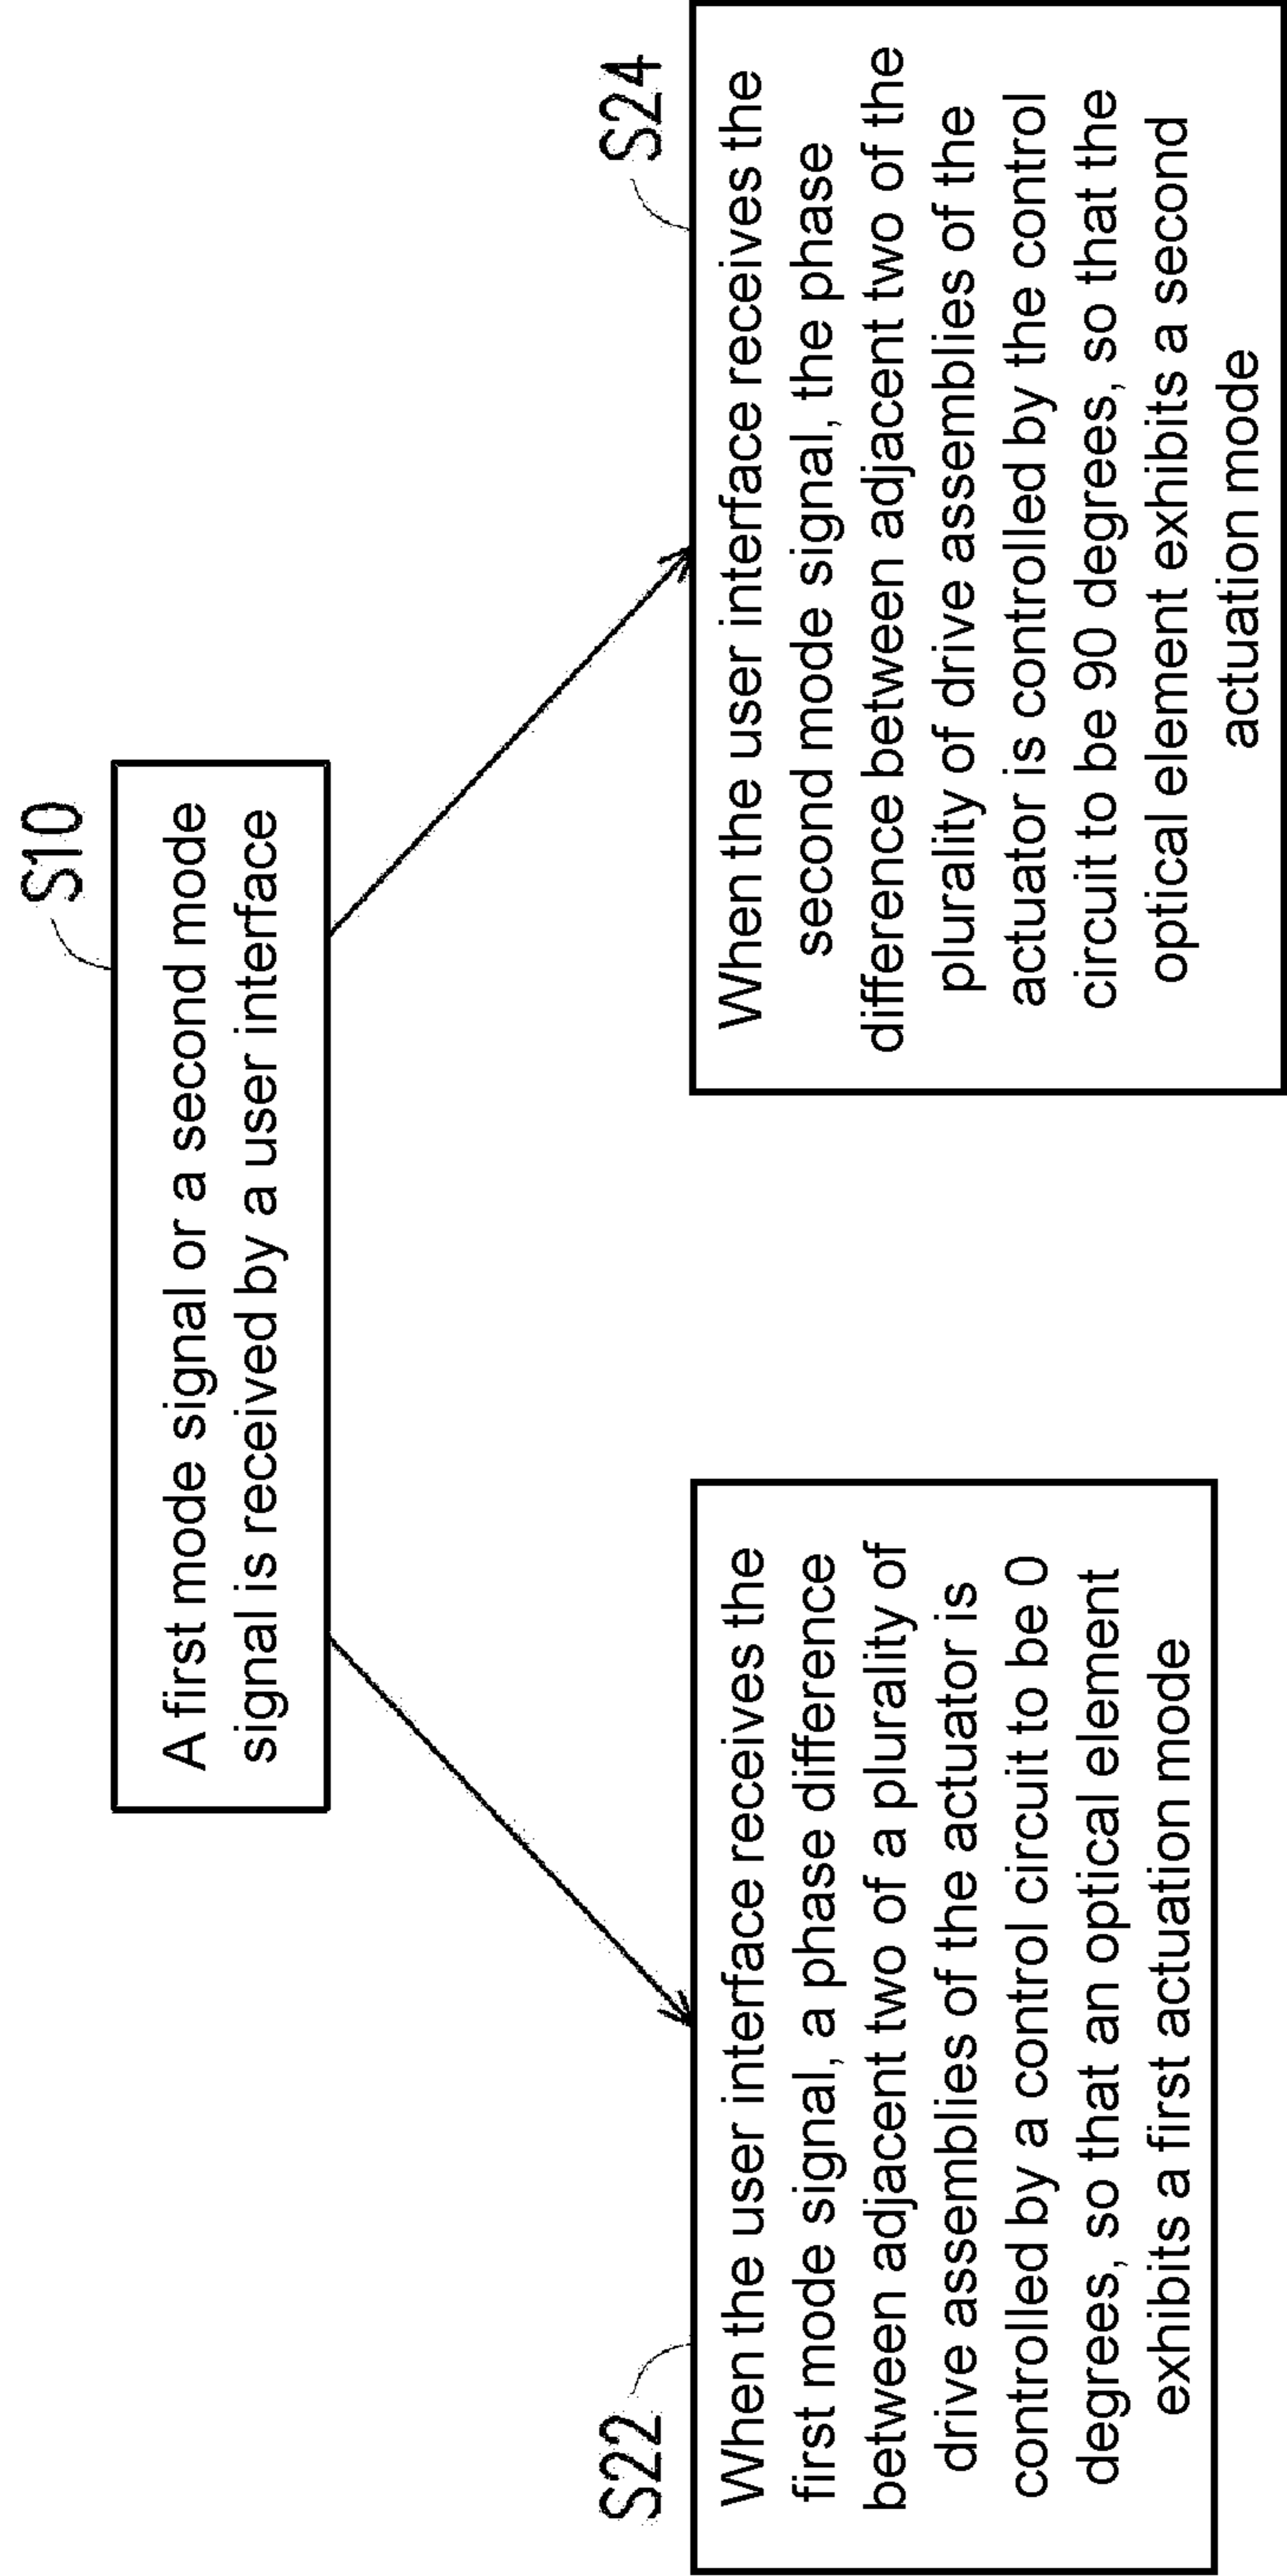 S10
A first mode signal or a second mode
signal is received by a user interface
S22
When the user interface receives the
first mode signal, a phase difference
between adjacent two of a plurality of
drive assemblies of the actuator is
controlled by a control circuit to be 0
degrees, so that an optical element
exhibits a first actuation mode
S24
When the user interface receives the
second mode signal, the phase
difference between adjacent two of the
plurality of drive assemblies of the
actuator is controlled by the control
circuit to be 90 degrees, so that the
optical element exhibits a second
actuation mode